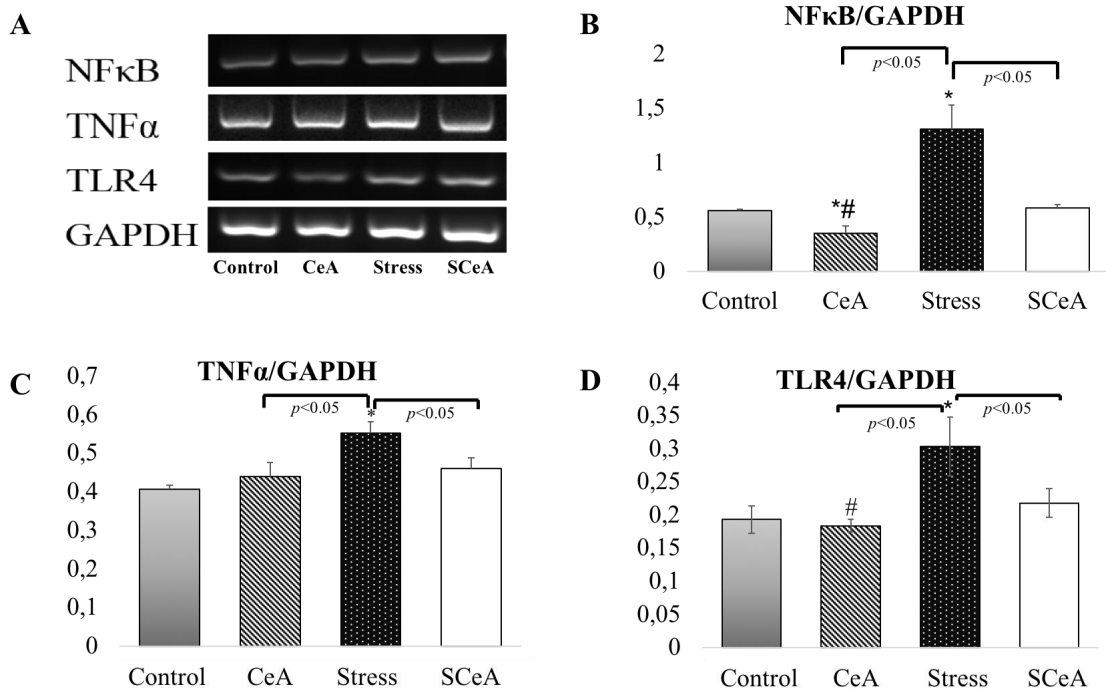 A
NFκB
TNFα
TLR4
GAPDH
Control CeA Stress SCeA
B
NFκB/GAPDH
2
1,5
1
0,5
0
p<0.05
p<0.05
*
*#
Control CeA Stress SCeA
C
TNFα/GAPDH
0,7
0,6
0,5
0,4
0,3
0,2
0,1
0
p<0.05
p<0.05
*
Control CeA Stress SCeA
D
TLR4/GAPDH
0,4
0,35
0,3
0,25
0,2
0,15
0,1
0,05
0
p<0.05
p<0.05
*
#
Control CeA Stress SCeA